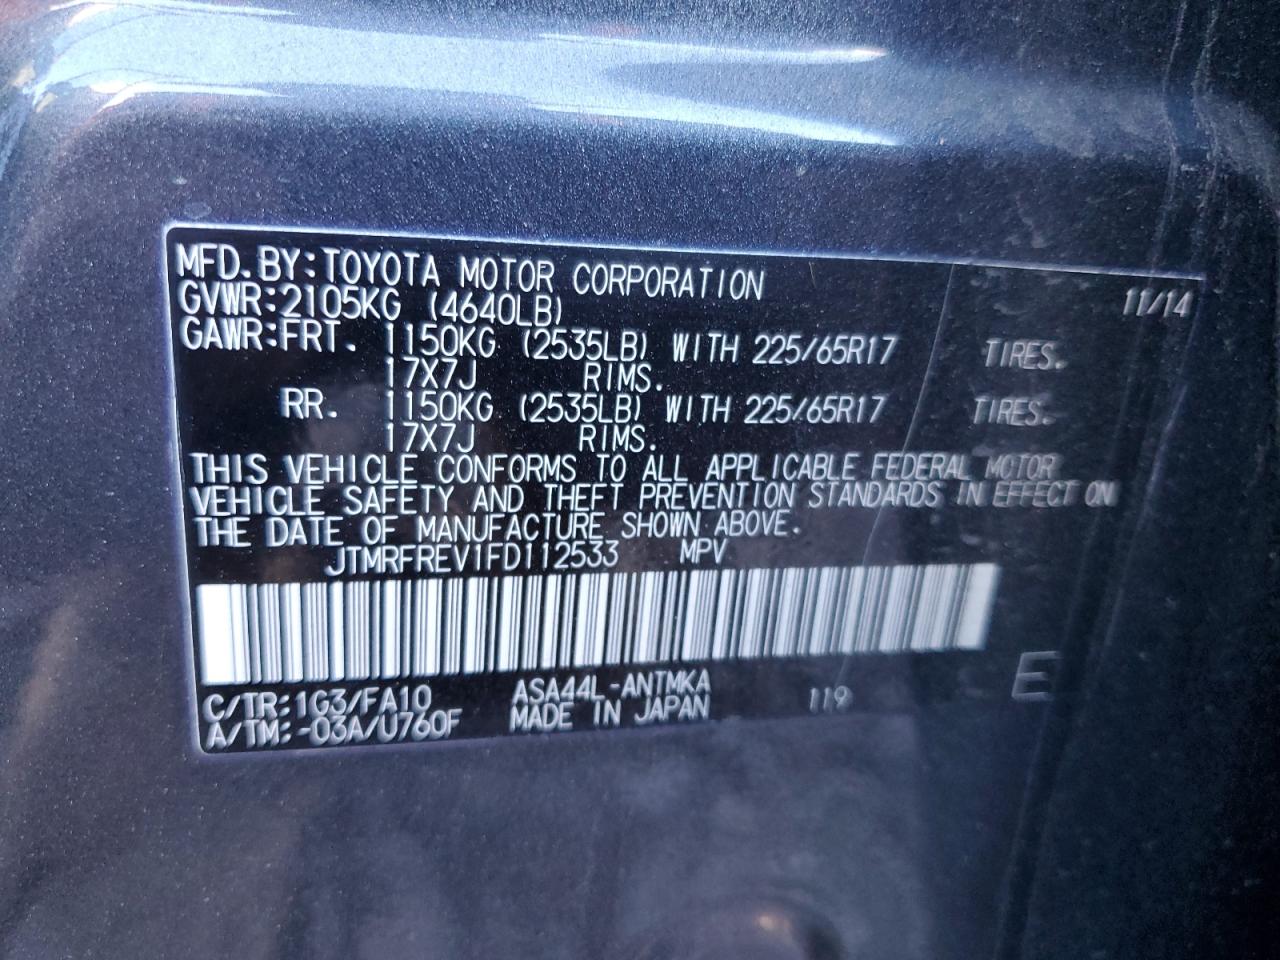 MFD.BY:TOYOTA MOTOR CORPORATION 11/14
GVWR:2105KG (4640LB)
GAWR:FRT. 1150KG (2535LB) WITH 225/65R17 TIRES.
17X7J RIMS.
RR. 1150KG (2535LB) WITH 225/65R17 TIRES.
17X7J RIMS.
THIS VEHICLE CONFORMS TO ALL APPLICABLE FEDERAL MOTOR
VEHICLE SAFETY AND THEFT PREVENTION STANDARDS IN EFFECT ON
THE DATE OF MANUFACTURE SHOWN ABOVE.
JTMRFREV1FD112533 MPV
C/TR:1G3/FA10 ASA44L-ANTMKA 119 E
A/TM:-03A/U760F MADE IN JAPAN